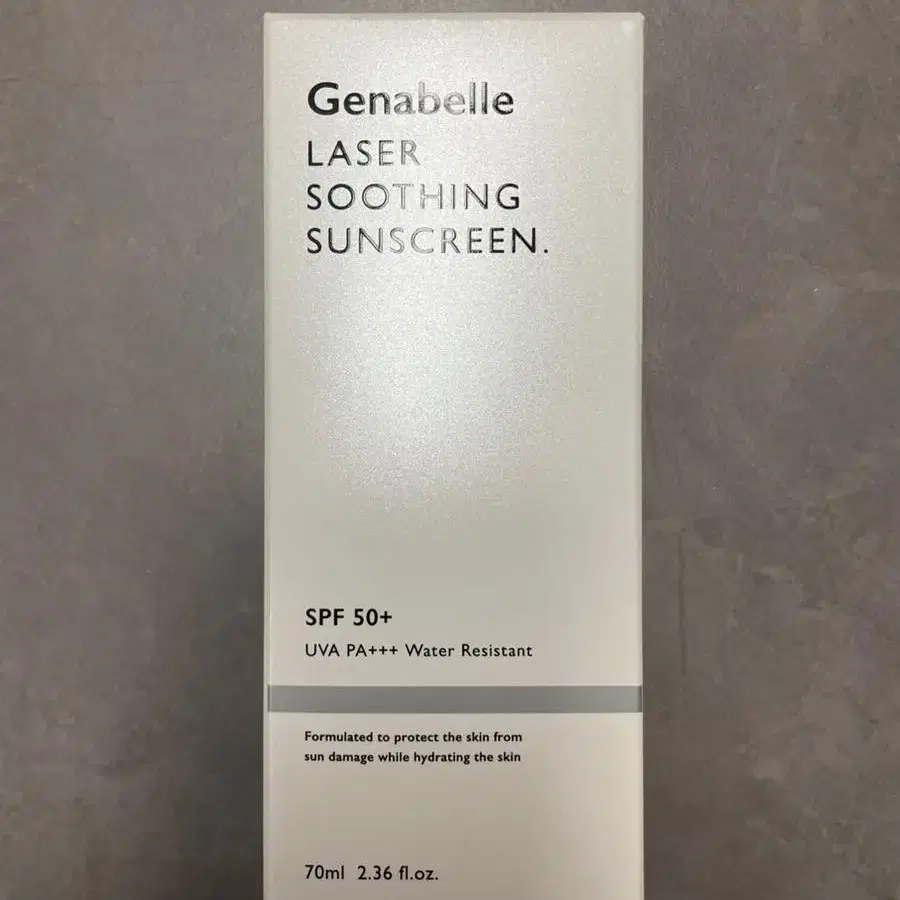 Genabelle
LASER
SOOTHING
SUNSCREEN.
SPF 50+
UVA PA+++ Water Resistant
Formulated to protect the skin from
sun damage while hydrating the skin
70ml 2.36 fl.oz.